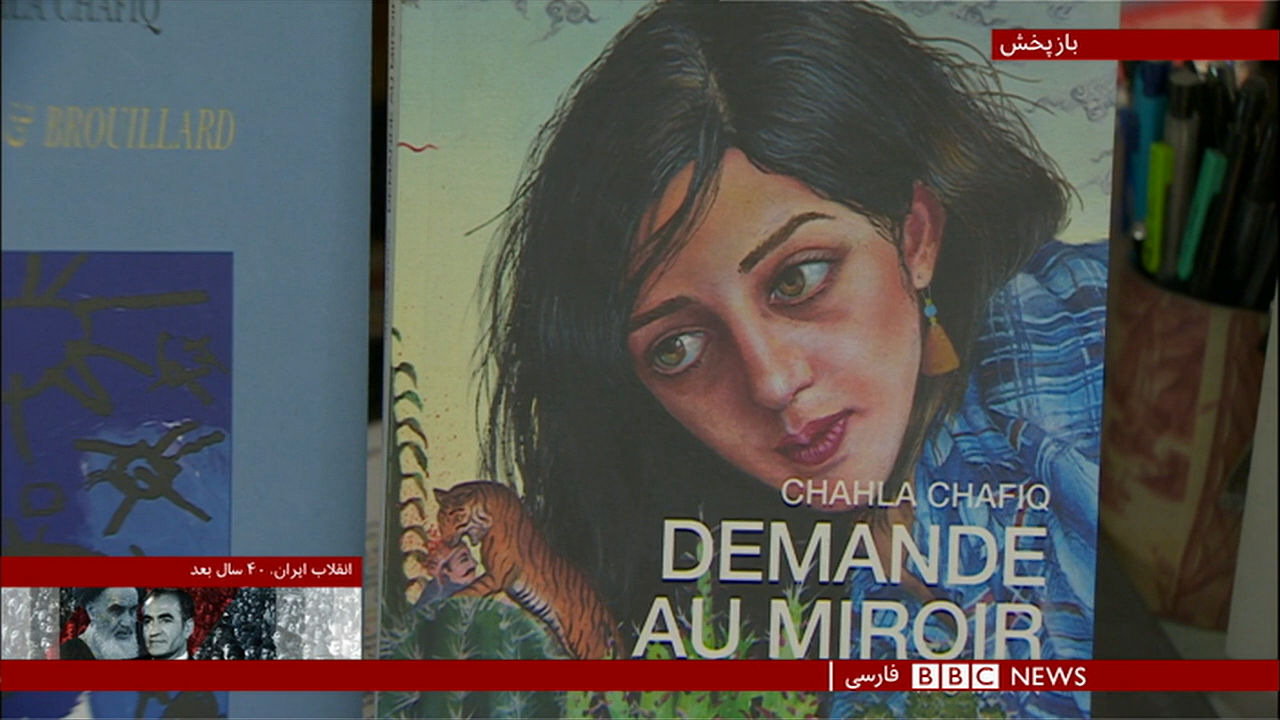 CHAFIQ
BROUILLARD
بازپخش
CHAHLA CHAFIQ
DEMANDE
AU MIROIR
انقلاب ایران، ۴۰ سال بعد
BBC NEWS فارسی